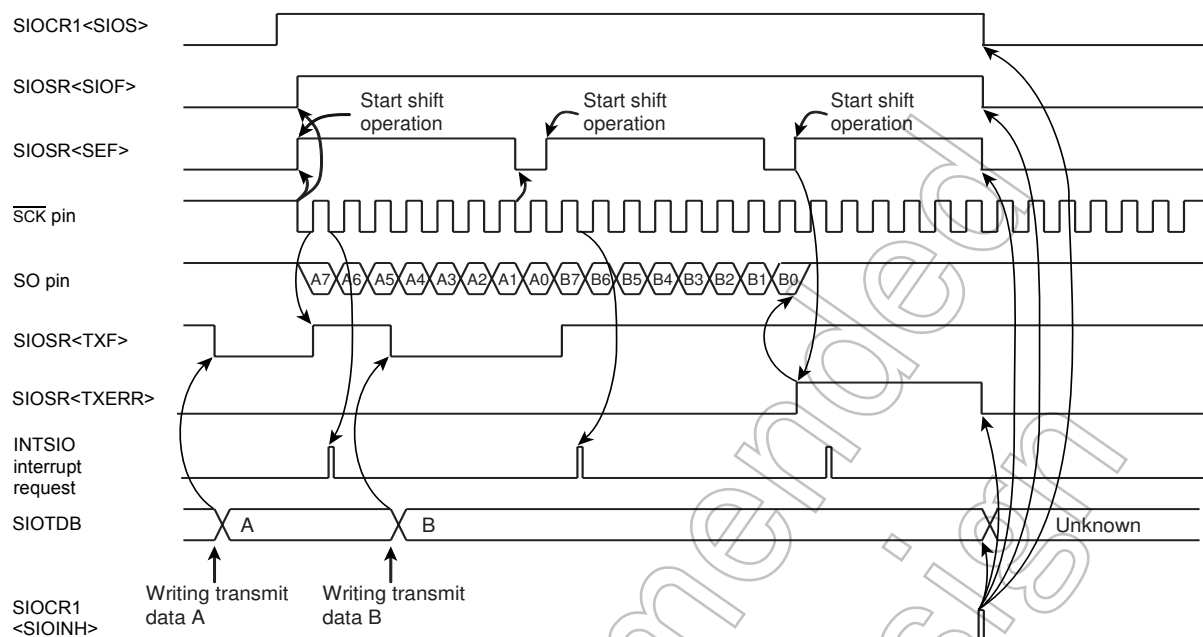 SIOCR1<SIOS>
SIOSR<SIOF>
Start shift
operation
Start shift
operation
Start shift
operation
SIOSR<SEF>
SCK pin
SO pin
A7 A6 A5 A4 A3 A2 A1 A0 B7 B6 B5 B4 B3 B2 B1 B0
SIOSR<TXF>
SIOSR<TXERR>
INTSIO
interrupt
request
SIOTDB
A
B
Unknown
Writing transmit
data A
Writing transmit
data B
SIOCR1
<SIOINH>
mended
sign